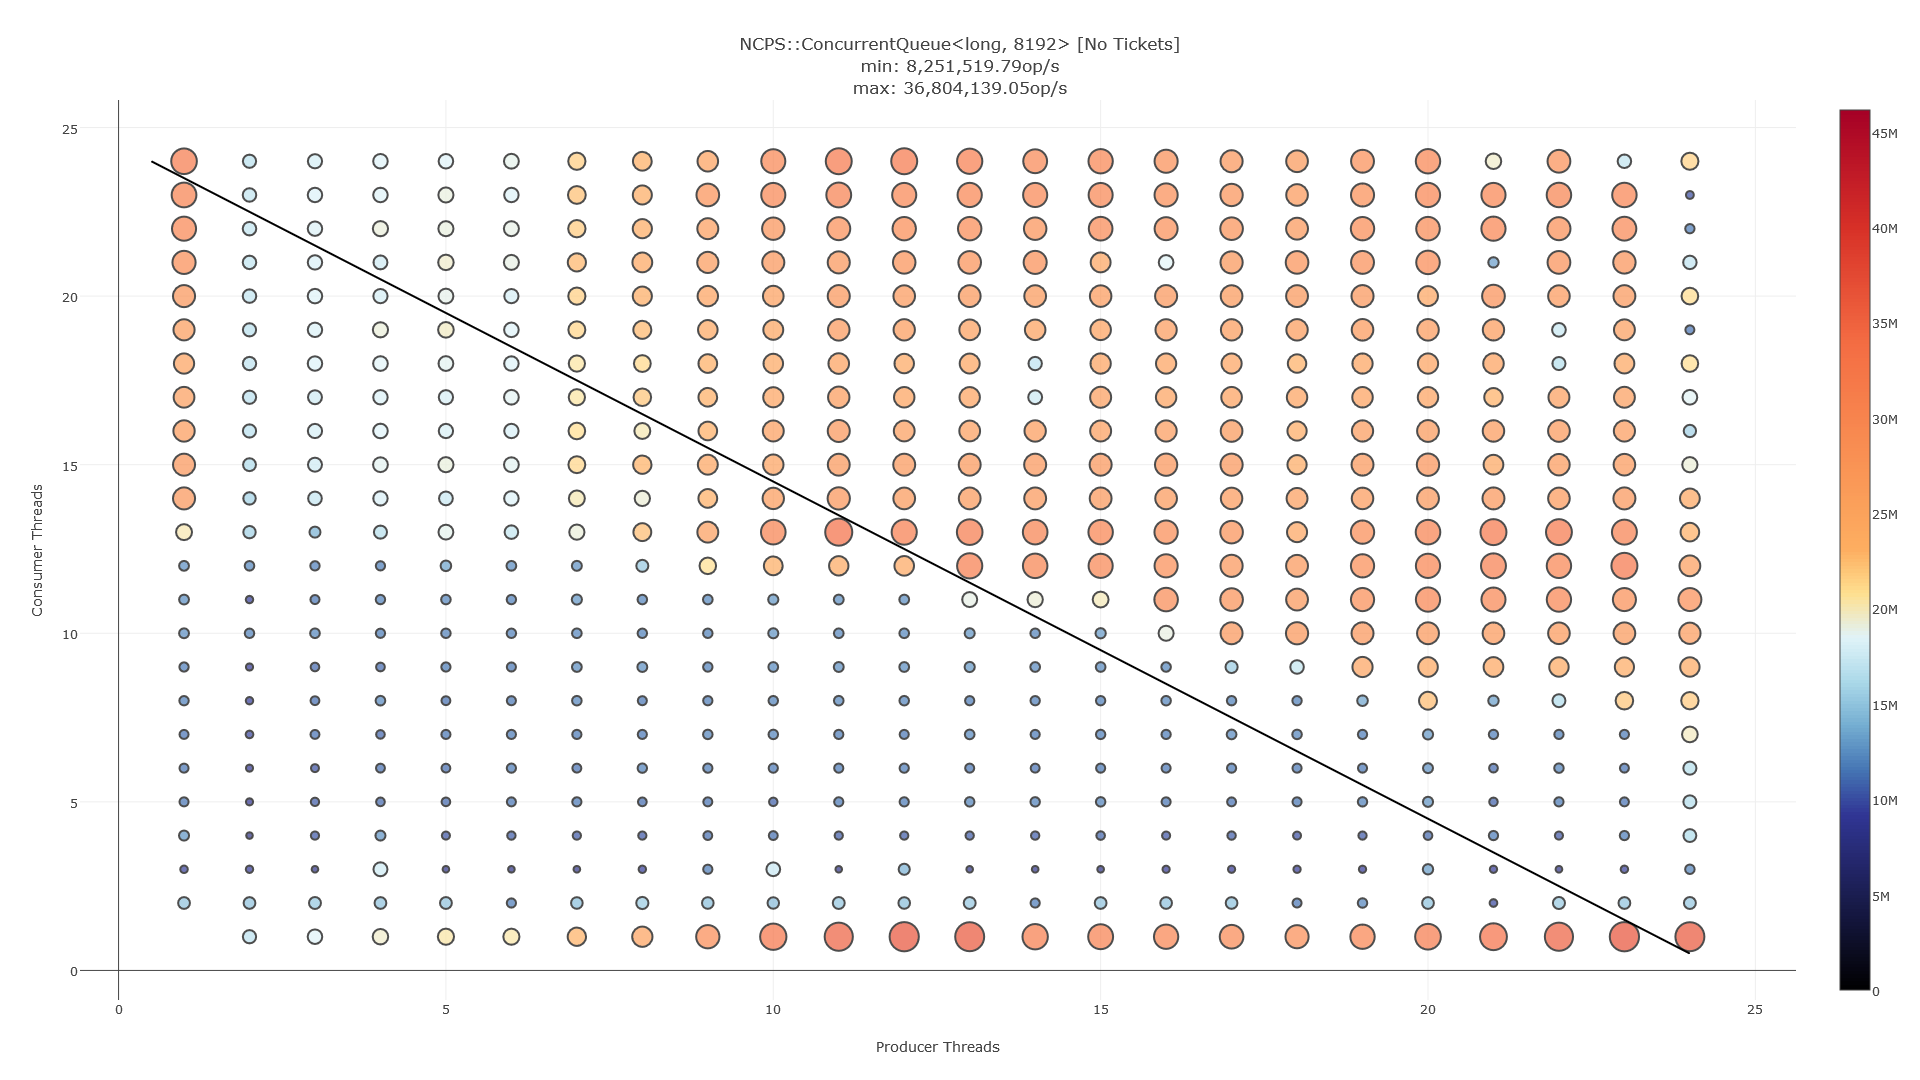 NCPS::ConcurrentQueue<long, 8192> [No Tickets]
min: 8,251,519.79op/s
max: 36,804,139.05op/s
25
20
15
10
5
0
Consumer Threads
0
5
10
15
20
25
Producer Threads
45M
40M
35M
30M
25M
20M
15M
10M
5M
0